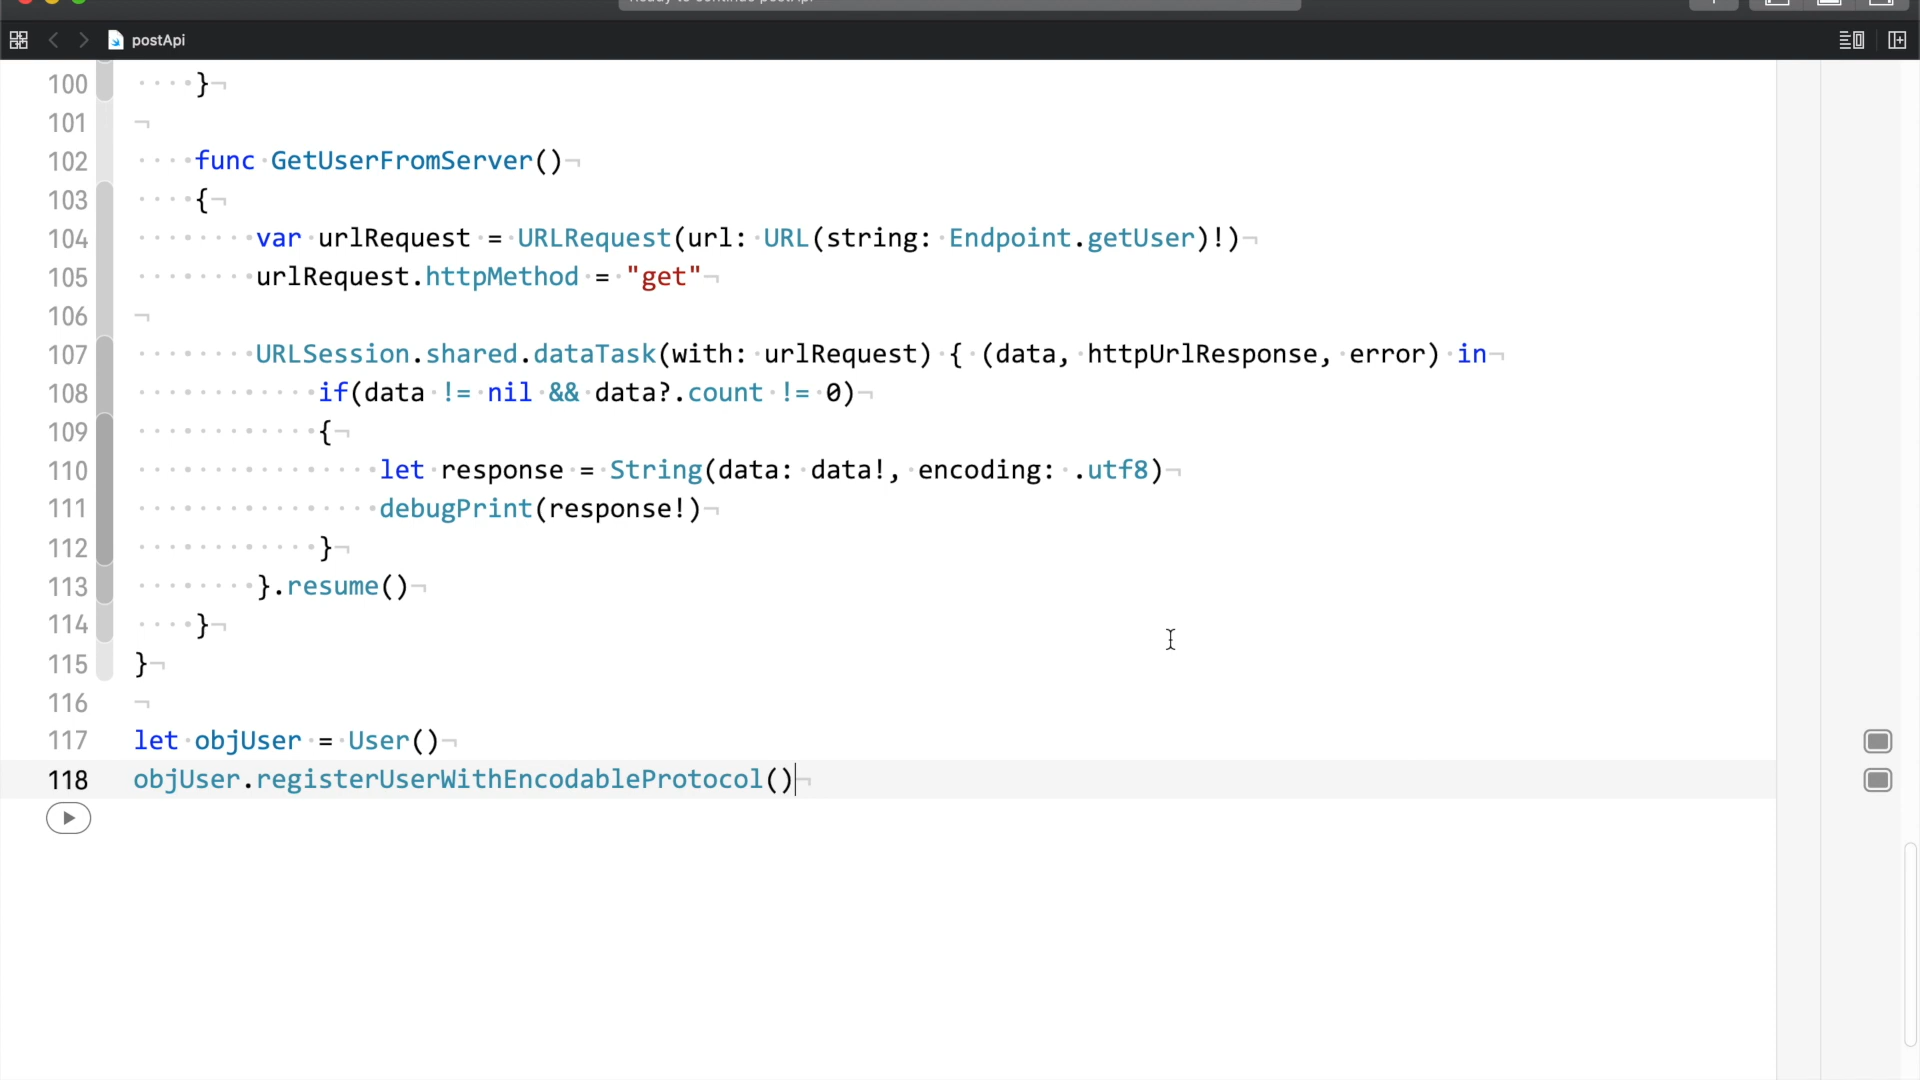 postApi
100 }
101
102 func GetUserFromServer()
103 {
104 var urlRequest = URLRequest(url: URL(string: Endpoint.getUser)!)
105 urlRequest.httpMethod = "get"
106
107 URLSession.shared.dataTask(with: urlRequest) { (data, httpUrlResponse, error) in
108 if(data != nil && data?.count != 0)
109 {
110 let response = String(data: data!, encoding: .utf8)
111 debugPrint(response!)
112 }
113 }.resume()
114 }
115 }
116
117 let objUser = User()
118 objUser.registerUserWithEncodableProtocol()